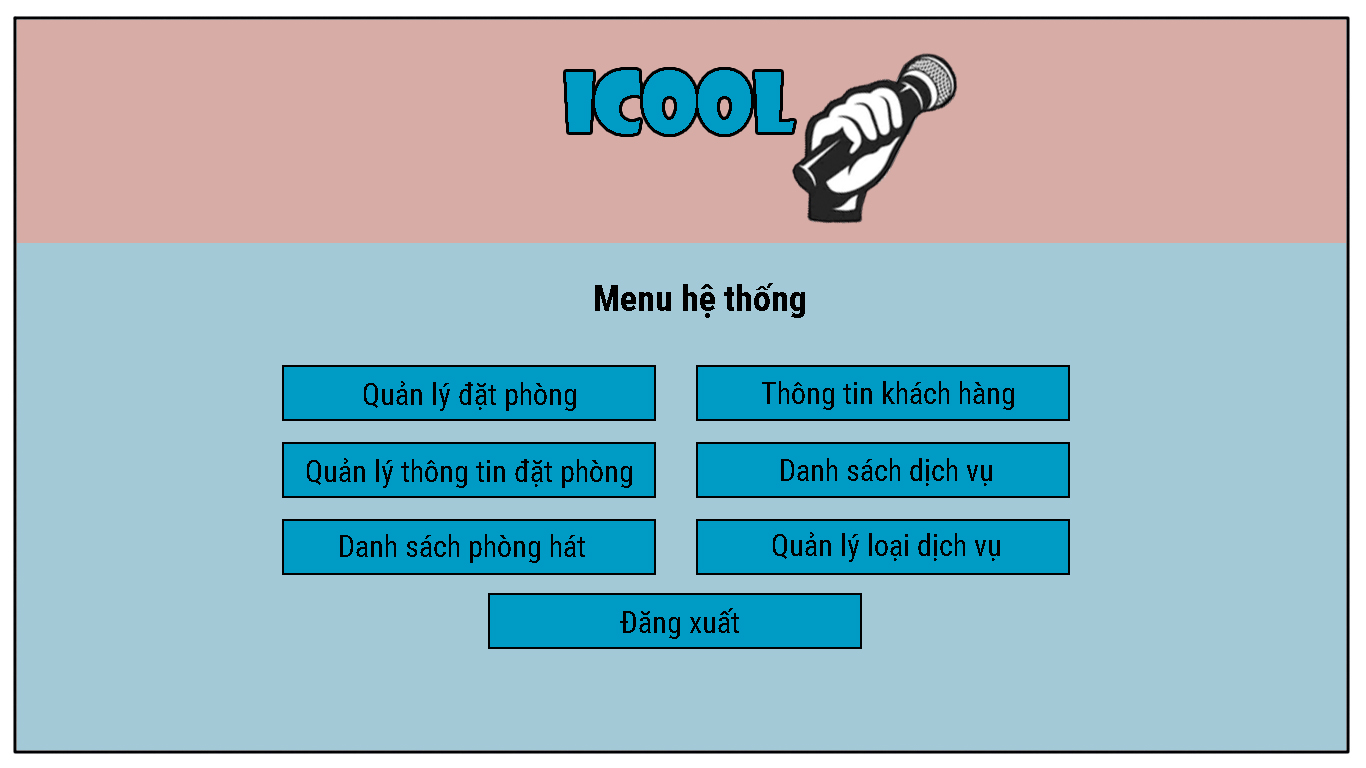 ICOOL
Menu hệ thống
Quản lý đặt phòng
Thông tin khách hàng
Quản lý thông tin đặt phòng
Danh sách dịch vụ
Danh sách phòng hát
Quản lý loại dịch vụ
Đăng xuất